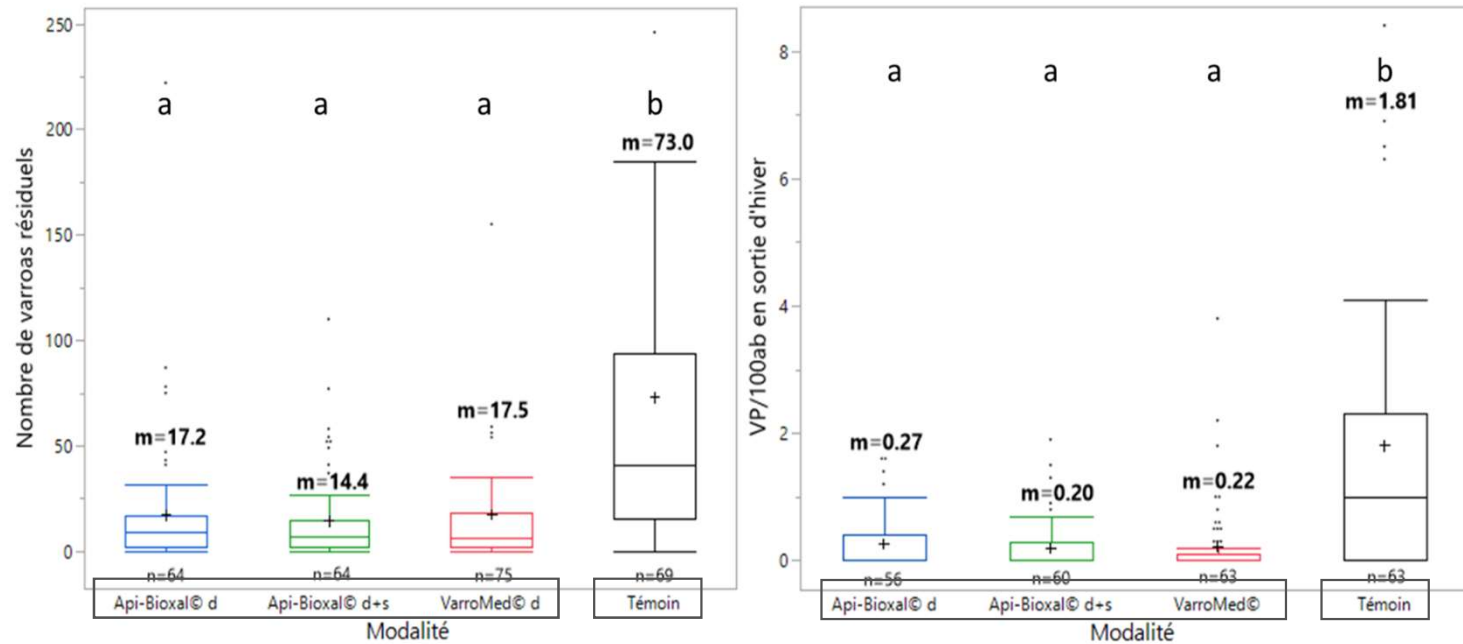 Nombre de varroas résiduels
250
200
150
100
50
0
a
a
a
b
m=17.2
m=14.4
m=17.5
m=73.0
n=64
n=64
n=75
n=69
Api-Bioxal© d
Api-Bioxal© d+s
VarroMed© d
Témoin
Modalité
VP/100ab en sortie d'hiver
8
6
4
2
0
a
a
a
b
m=0.27
m=0.20
m=0.22
m=1.81
n=56
n=60
n=63
n=63
Api-Bioxal© d
Api-Bioxal© d+s
VarroMed©
Témoin
Modalité